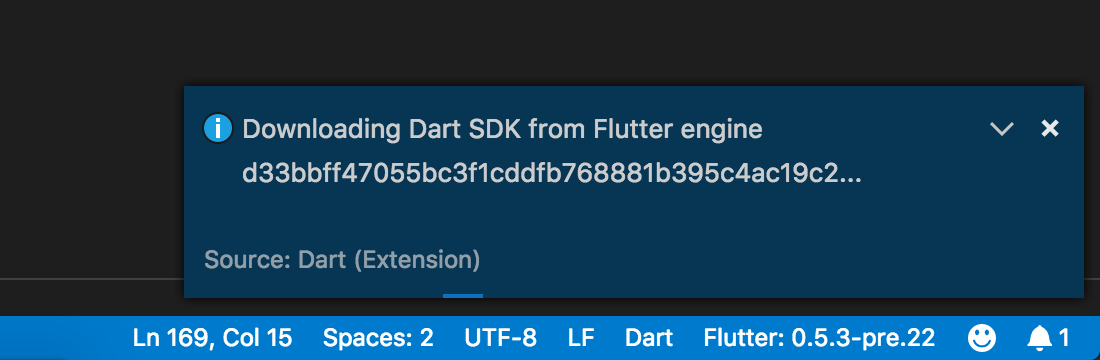 Downloading Dart SDK from Flutter engine
d33bbff47055bc3f1cddfb768881b395c4ac19c2...
Source: Dart (Extension)
Ln 169, Col 15 Spaces: 2 UTF-8 LF Dart Flutter: 0.5.3-pre.22 1